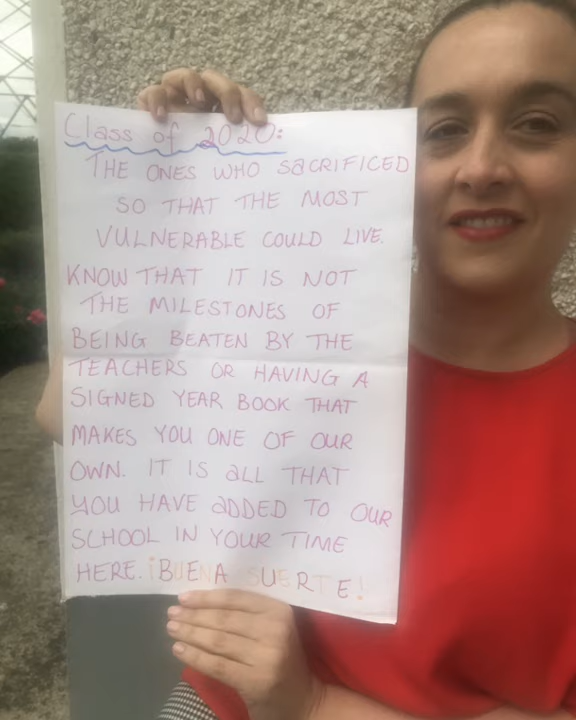 Class of 2020:
THE ONES WHO SaCRIFICED
SO THAT THE MOST
VULNERABLE COULD LIVE.
KNOW THAT IT IS NOT
THE MILESTONES OF
BEING BEATEN BY THE
TEACHERS OR HAVING A
SIGNED YEAR BOOK THAT
MAKES YOU ONE OF OUR
OWN. IT IS aLL THAT
YOU HAVE aDDED TO OUR
SCHOOL IN YOUR TIME
HERE. ¡BUENA SUERTE!